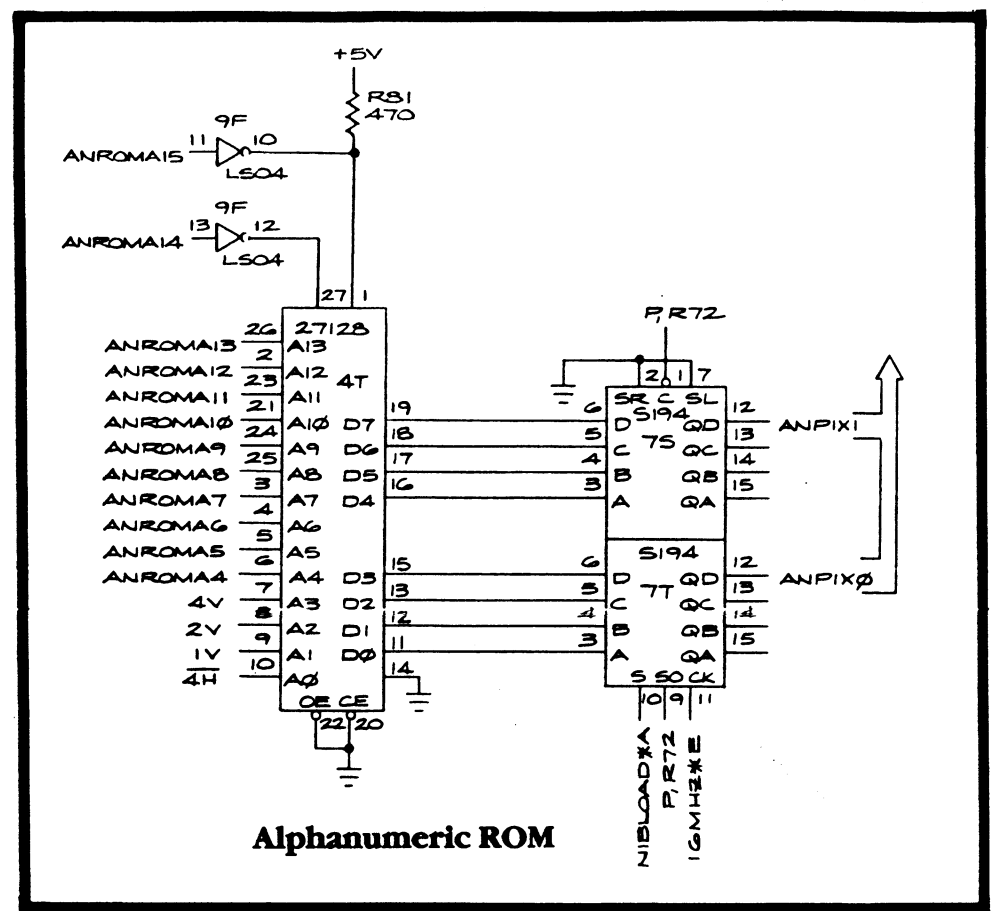 +5V
R81
470
9F
11 10
ANROMA15
LS04
9F
13 12
ANROMA14
LS04
27 1
P,R72
26 27128
ANROMA13 A13
2 2 1 7
ANROMA12 A12 SR C SL
23 4T 19 6 S194 12
ANROMA11 A11 D QD ANPIX1
21 7S
ANROMA10 A10 D7
24 18 5 13
ANROMA9 A9 D6 C QC
25 17 4 14
ANROMA8 A8 D5 B QB
3 16 3 15
ANROMA7 A7 D4 A QA
4
ANROMA6 A6
5
ANROMA5 A5 S194
6 15 6 12
ANROMA4 A4 D3 D 7T QD ANPIX0
7 13 5 13
4V A3 D2 C QC
8 12 4 14
2V A2 D1 B QB
9 11 3 15
1V A1 D0 A QA
10 14
4H A0 S S0 CK
OE CE 10 9 11
22 20
NIBLOAD*A
P,R72
16MHZ*E
Alphanumeric ROM